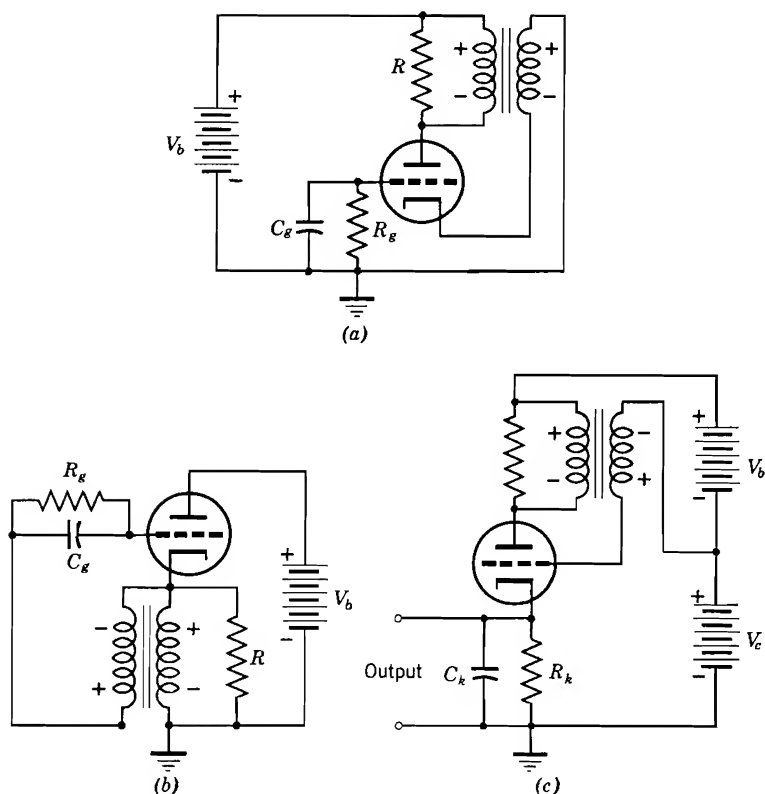 R
+
-
+
-
+
V_b
-
C_g
R_g
(a)
R_g
C_g
+
V_b
-
-
+
+
-
R
(b)
+
-
-
+
+
V_b
-
+
V_c
-
Output
C_k
R_k
(c)